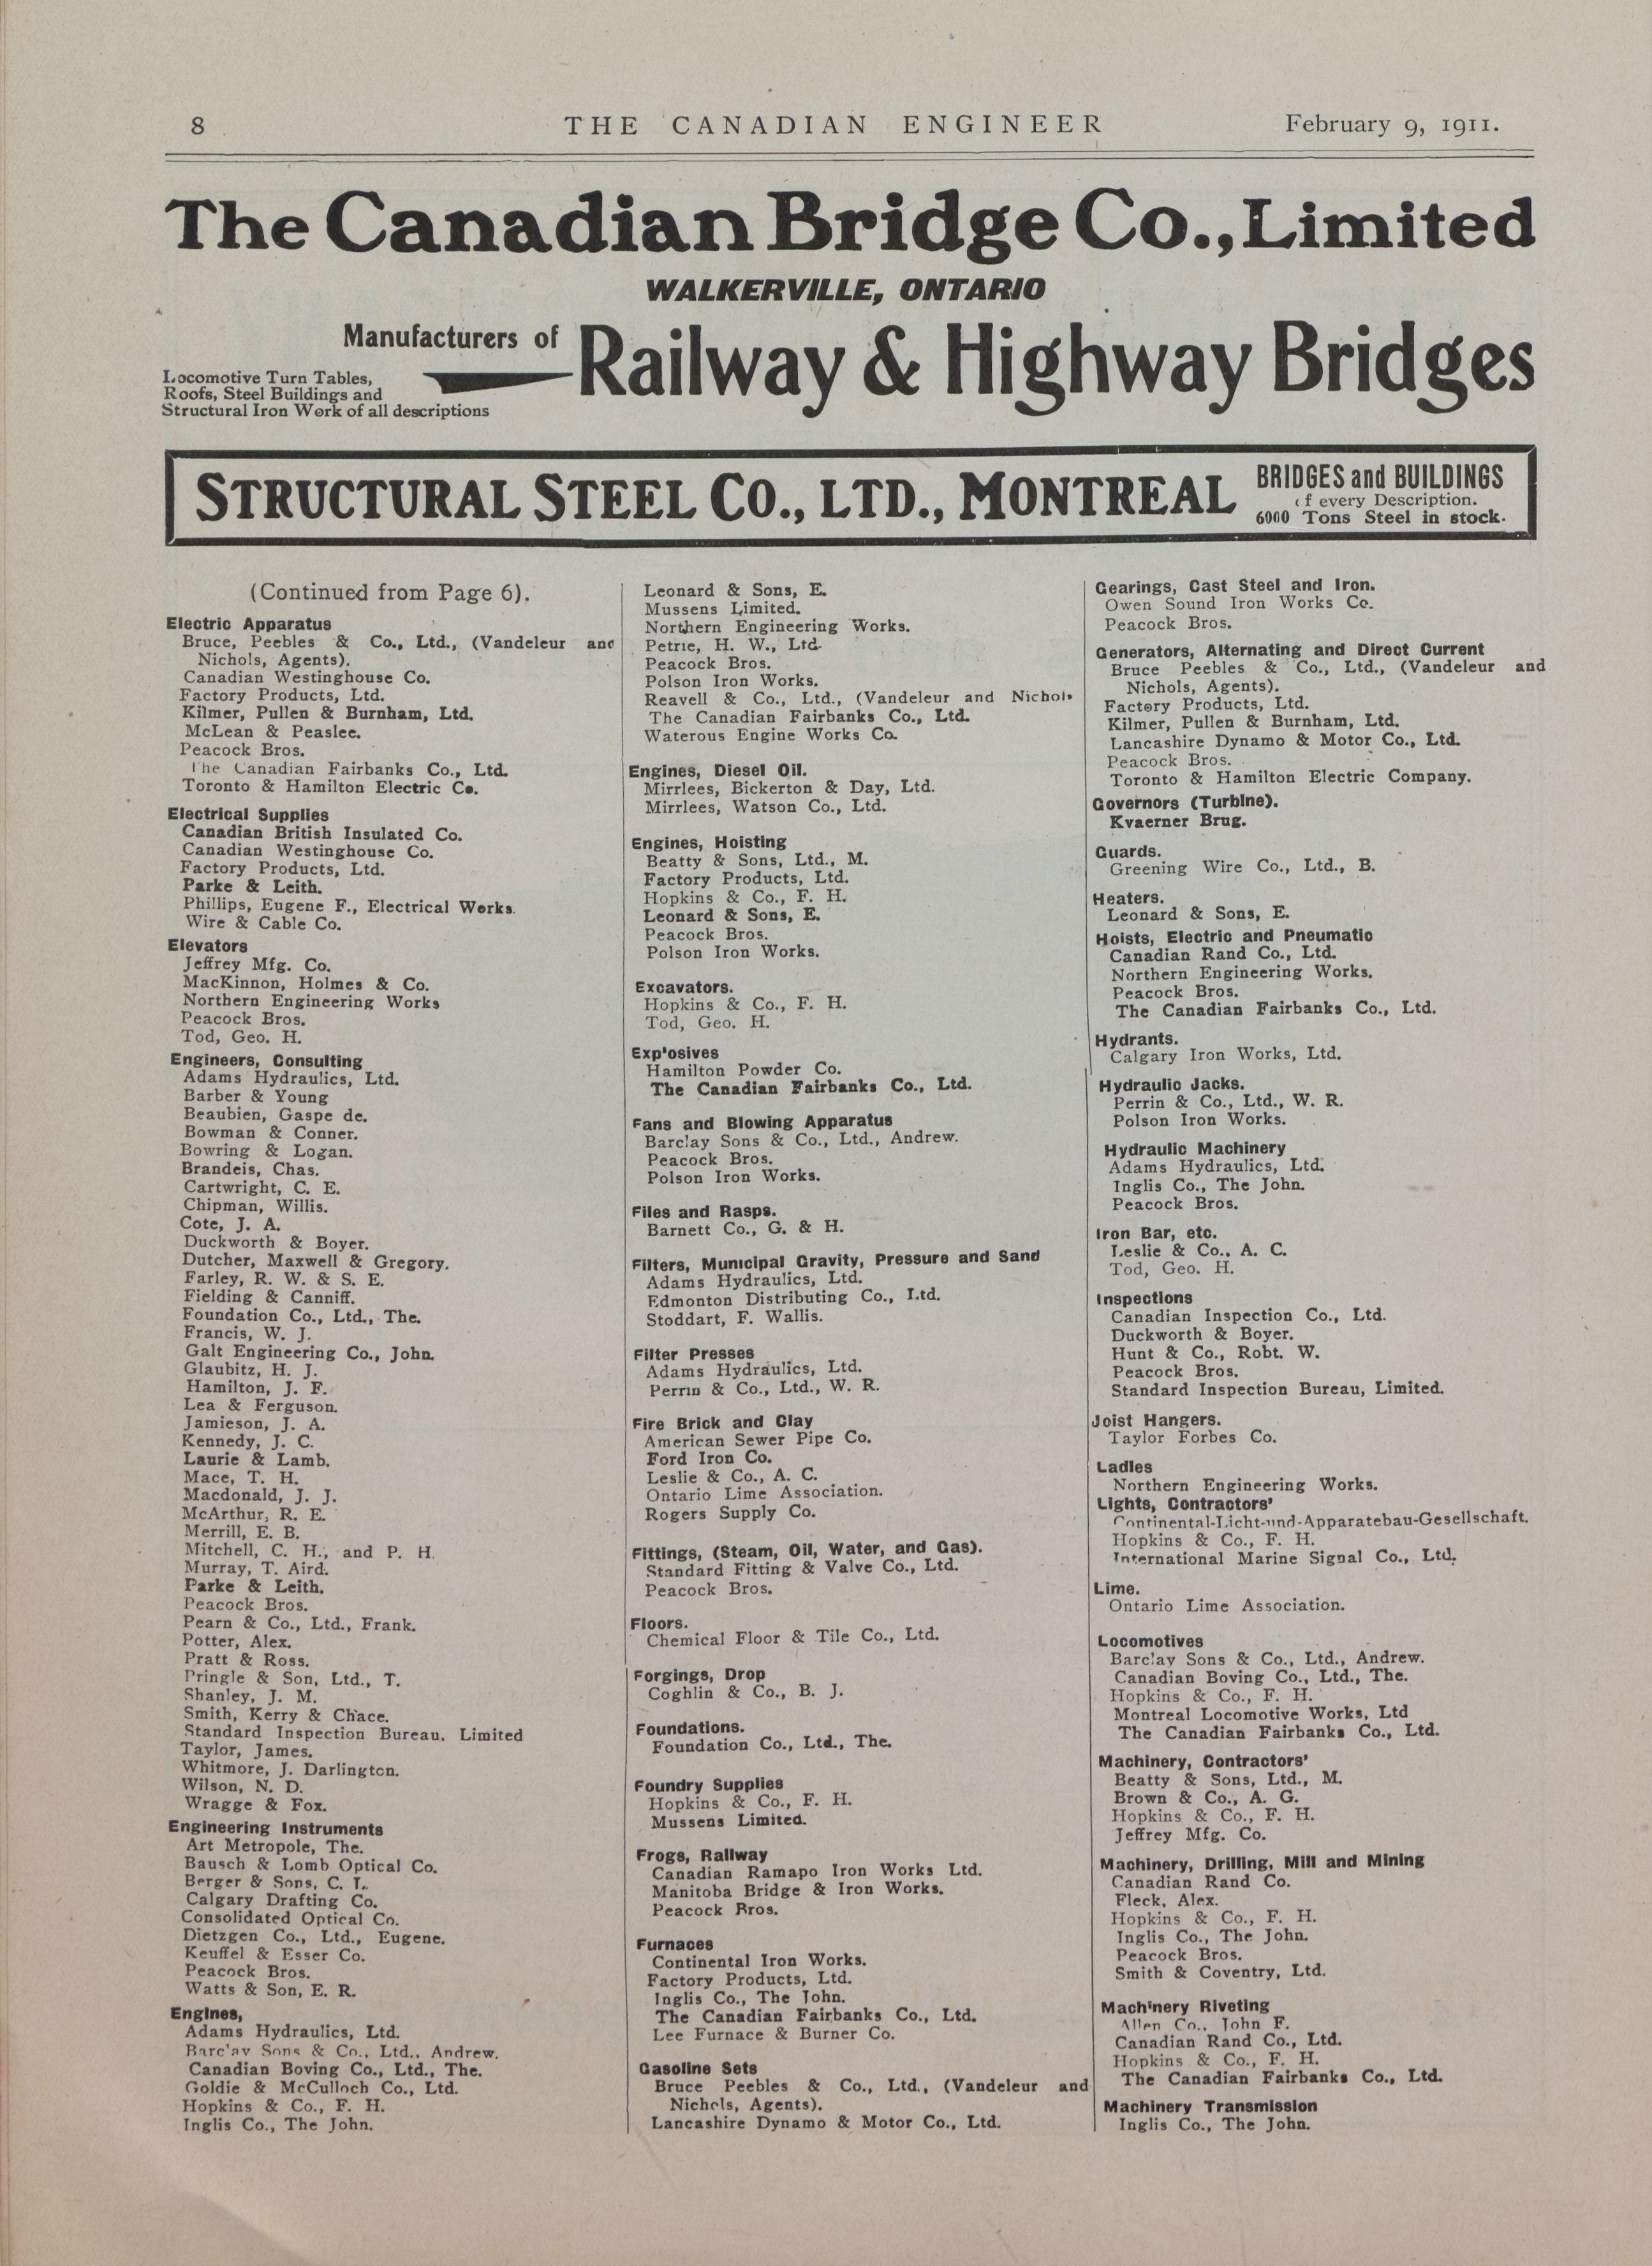 8 THE CANADIAN ENGINEER February 9, 1911.
The Canadian Bridge Co., Limited
WALKERVILLE, ONTARIO
Manufacturers of Railway & Highway Bridges
Locomotive Turn Tables,
Roofs, Steel Buildings and
Structural Iron Work of all descriptions
STRUCTURAL STEEL CO., LTD., MONTREAL
BRIDGES and BUILDINGS
of every Description.
6000 Tons Steel in stock.
(Continued from Page 6).
Electric Apparatus
Bruce, Peebles & Co., Ltd., (Vandeleur and
Nichols, Agents).
Canadian Westinghouse Co.
Factory Products, Ltd.
Kilmer, Pullen & Burnham, Ltd.
McLean & Peaslee.
Peacock Bros.
The Canadian Fairbanks Co., Ltd.
Toronto & Hamilton Electric Co.
Electrical Supplies
Canadian British Insulated Co.
Canadian Westinghouse Co.
Factory Products, Ltd.
Parke & Leith.
Phillips, Eugene F., Electrical Works.
Wire & Cable Co.
Elevators
Jeffrey Mfg. Co.
MacKinnon, Holmes & Co.
Northern Engineering Works
Peacock Bros.
Tod, Geo. H.
Engineers, Consulting
Adams Hydraulics, Ltd.
Barber & Young
Beaubien, Gaspe de.
Bowman & Conner.
Bowring & Logan.
Brandeis, Chas.
Cartwright, C. E.
Chipman, Willis.
Cote, J. A.
Duckworth & Boyer.
Dutcher, Maxwell & Gregory.
Farley, R. W. & S. E.
Fielding & Canniff.
Foundation Co., Ltd., The.
Francis, W. J.
Galt Engineering Co., John.
Glaubitz, H. J.
Hamilton, J. F.
Lea & Ferguson.
Jamieson, J. A.
Kennedy, J. C.
Laurie & Lamb.
Mace, T. H.
Macdonald, J. J.
McArthur, R. E.
Merrill, E. B.
Mitchell, C. H., and P. H.
Murray, T. Aird.
Parke & Leith.
Peacock Bros.
Pearn & Co., Ltd., Frank.
Potter, Alex.
Pratt & Ross.
Pringle & Son, Ltd., T.
Shanley, J. M.
Smith, Kerry & Chace.
Standard Inspection Bureau, Limited
Taylor, James.
Whitmore, J. Darlington.
Wilson, N. D.
Wragge & Fox.
Engineering Instruments
Art Metropole, The.
Bausch & Lomb Optical Co.
Berger & Sons, C. L.
Calgary Drafting Co.
Consolidated Optical Co.
Dietzgen Co., Ltd., Eugene.
Keuffel & Esser Co.
Peacock Bros.
Watts & Son, E. R.
Engines,
Adams Hydraulics, Ltd.
Barclay Sons & Co., Ltd., Andrew.
Canadian Boving Co., Ltd., The.
Goldie & McCulloch Co., Ltd.
Hopkins & Co., F. H.
Inglis Co., The John.
Leonard & Sons, E.
Mussens Limited.
Northern Engineering Works.
Petrie, H. W., Ltd.
Peacock Bros.
Polson Iron Works.
Reavell & Co., Ltd., (Vandeleur and Nichols
The Canadian Fairbanks Co., Ltd.
Waterous Engine Works Co.
Engines, Diesel Oil.
Mirrlees, Bickerton & Day, Ltd.
Mirrlees, Watson Co., Ltd.
Engines, Hoisting
Beatty & Sons, Ltd., M.
Factory Products, Ltd.
Hopkins & Co., F. H.
Leonard & Sons, E.
Peacock Bros.
Polson Iron Works.
Excavators.
Hopkins & Co., F. H.
Tod, Geo. H.
Explosives
Hamilton Powder Co.
The Canadian Fairbanks Co., Ltd.
Fans and Blowing Apparatus
Barclay Sons & Co., Ltd., Andrew.
Peacock Bros.
Polson Iron Works.
Files and Rasps.
Barnett Co., G. & H.
Filters, Municipal Gravity, Pressure and Sand
Adams Hydraulics, Ltd.
Edmonton Distributing Co., Ltd.
Stoddart, F. Wallis.
Filter Presses
Adams Hydraulics, Ltd.
Perrin & Co., Ltd., W. R.
Fire Brick and Clay
American Sewer Pipe Co.
Ford Iron Co.
Leslie & Co., A. C.
Ontario Lime Association.
Rogers Supply Co.
Fittings, (Steam, Oil, Water, and Gas).
Standard Fitting & Valve Co., Ltd.
Peacock Bros.
Floors.
Chemical Floor & Tile Co., Ltd.
Forgings, Drop
Coghlin & Co., B. J.
Foundations.
Foundation Co., Ltd., The.
Foundry Supplies
Hopkins & Co., F. H.
Mussens Limited.
Frogs, Railway
Canadian Ramapo Iron Works Ltd.
Manitoba Bridge & Iron Works.
Peacock Bros.
Furnaces
Continental Iron Works.
Factory Products, Ltd.
Inglis Co., The John.
The Canadian Fairbanks Co., Ltd.
Lee Furnace & Burner Co.
Gasoline Sets
Bruce Peebles & Co., Ltd., (Vandeleur and
Nichols, Agents).
Lancashire Dynamo & Motor Co., Ltd.
Gearings, Cast Steel and Iron.
Owen Sound Iron Works Co.
Peacock Bros.
Generators, Alternating and Direct Current
Bruce Peebles & Co., Ltd., (Vandeleur and
Nichols, Agents).
Factory Products, Ltd.
Kilmer, Pullen & Burnham, Ltd.
Lancashire Dynamo & Motor Co., Ltd.
Peacock Bros.
Toronto & Hamilton Electric Company.
Governors (Turbine).
Kvaerner Brug.
Guards.
Greening Wire Co., Ltd., B.
Heaters.
Leonard & Sons, E.
Hoists, Electric and Pneumatic
Canadian Rand Co., Ltd.
Northern Engineering Works.
Peacock Bros.
The Canadian Fairbanks Co., Ltd.
Hydrants.
Calgary Iron Works, Ltd.
Hydraulic Jacks.
Perrin & Co., Ltd., W. R.
Polson Iron Works.
Hydraulic Machinery
Adams Hydraulics, Ltd.
Inglis Co., The John.
Peacock Bros.
Iron Bar, etc.
Leslie & Co., A. C.
Tod, Geo. H.
Inspections
Canadian Inspection Co., Ltd.
Duckworth & Boyer.
Hunt & Co., Robt. W.
Peacock Bros.
Standard Inspection Bureau, Limited.
Joist Hangers.
Taylor Forbes Co.
Ladles
Northern Engineering Works.
Lights, Contractors'
Continental-Licht-und-Apparatebau-Gesellschaft.
Hopkins & Co., F. H.
International Marine Signal Co., Ltd.
Lime.
Ontario Lime Association.
Locomotives
Barclay Sons & Co., Ltd., Andrew.
Canadian Boving Co., Ltd., The.
Hopkins & Co., F. H.
Montreal Locomotive Works, Ltd
The Canadian Fairbanks Co., Ltd.
Machinery, Contractors'
Beatty & Sons, Ltd., M.
Brown & Co., A. G.
Hopkins & Co., F. H.
Jeffrey Mfg. Co.
Machinery, Drilling, Mill and Mining
Canadian Rand Co.
Fleck, Alex.
Hopkins & Co., F. H.
Inglis Co., The John.
Peacock Bros.
Smith & Coventry, Ltd.
Machinery Riveting
Allen Co., John F.
Canadian Rand Co., Ltd.
Hopkins & Co., F. H.
The Canadian Fairbanks Co., Ltd.
Machinery Transmission
Inglis Co., The John.